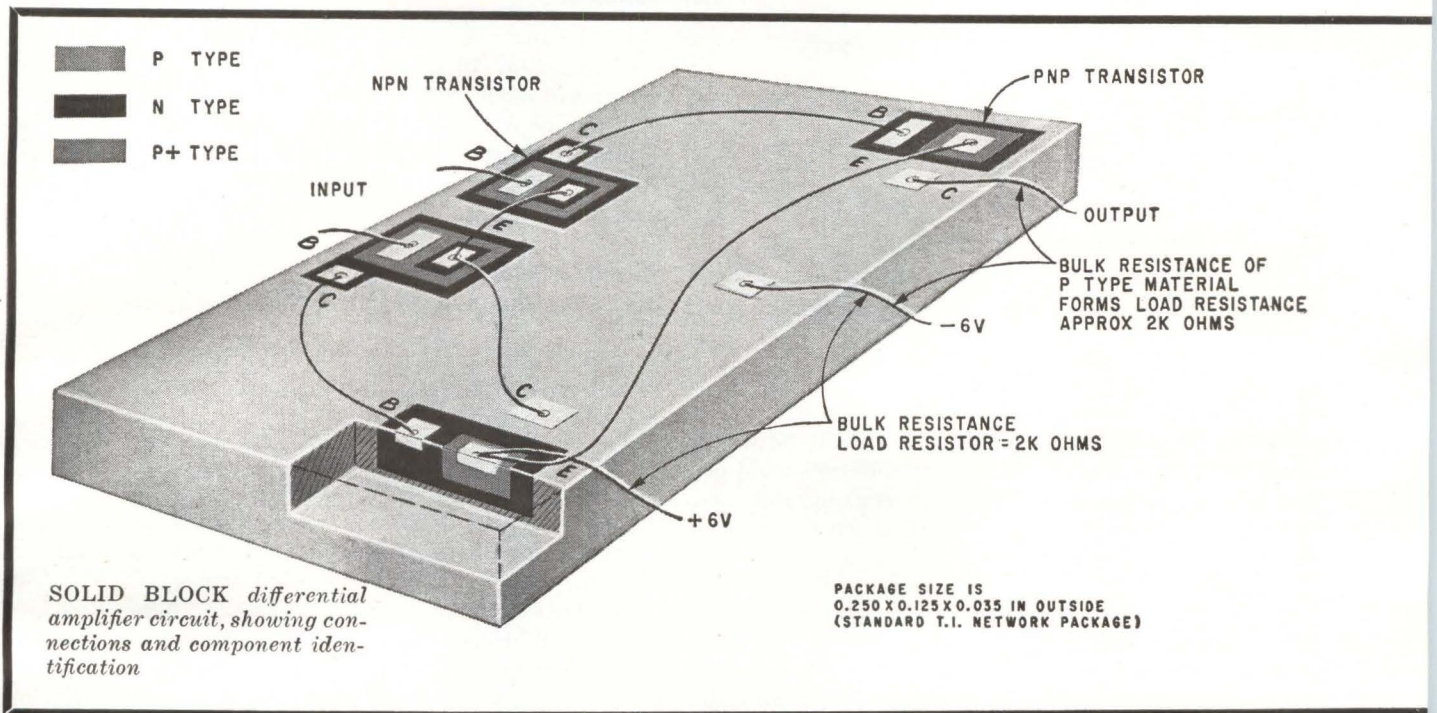 P TYPE
N TYPE
P+ TYPE
NPN TRANSISTOR
PNP TRANSISTOR
B
C
B
E
C
INPUT
E
B
C
OUTPUT
BULK RESISTANCE OF
P TYPE MATERIAL
FORMS LOAD RESISTANCE
APPROX 2K OHMS
-6V
C
B
E
BULK RESISTANCE
LOAD RESISTOR = 2K OHMS
+6V
SOLID BLOCK differential
amplifier circuit, showing con-
nections and component iden-
tification
PACKAGE SIZE IS
0.250 X 0.125 X 0.035 IN OUTSIDE
(STANDARD T.I. NETWORK PACKAGE)